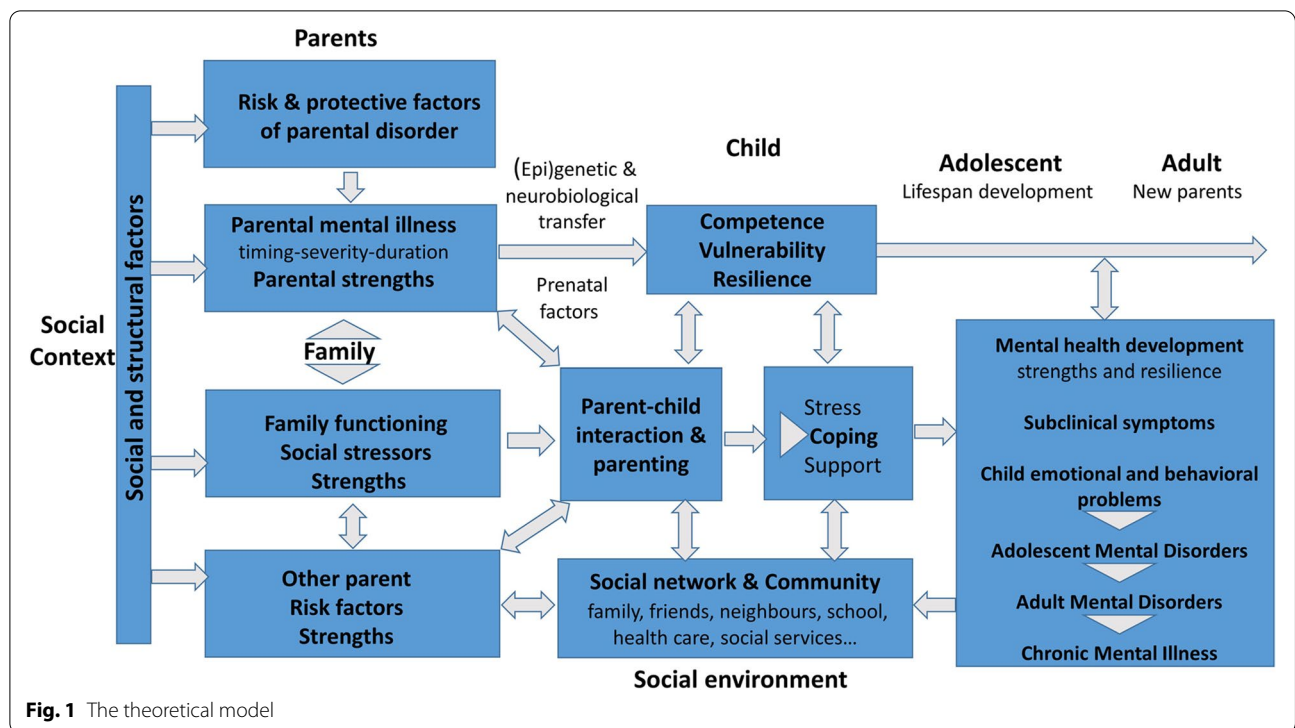 Parents
Risk & protective factors
of parental disorder
(Epi)genetic &
neurobiological
transfer
Child
Adolescent
Lifespan development
Adult
New parents
Parental mental illness
timing-severity-duration
Parental strengths
Competence
Vulnerability
Resilience
Prenatal
factors
Social
Context
Social and structural factors
Family
Family functioning
Social stressors
Strengths
Parent-child
interaction &
parenting
Stress
Coping
Support
Mental health development
strengths and resilience
Subclinical symptoms
Child emotional and behavioral
problems
Adolescent Mental Disorders
Adult Mental Disorders
Chronic Mental Illness
Other parent
Risk factors
Strengths
Social network & Community
family, friends, neighbours, school,
health care, social services...
Social environment
Fig. 1 The theoretical model